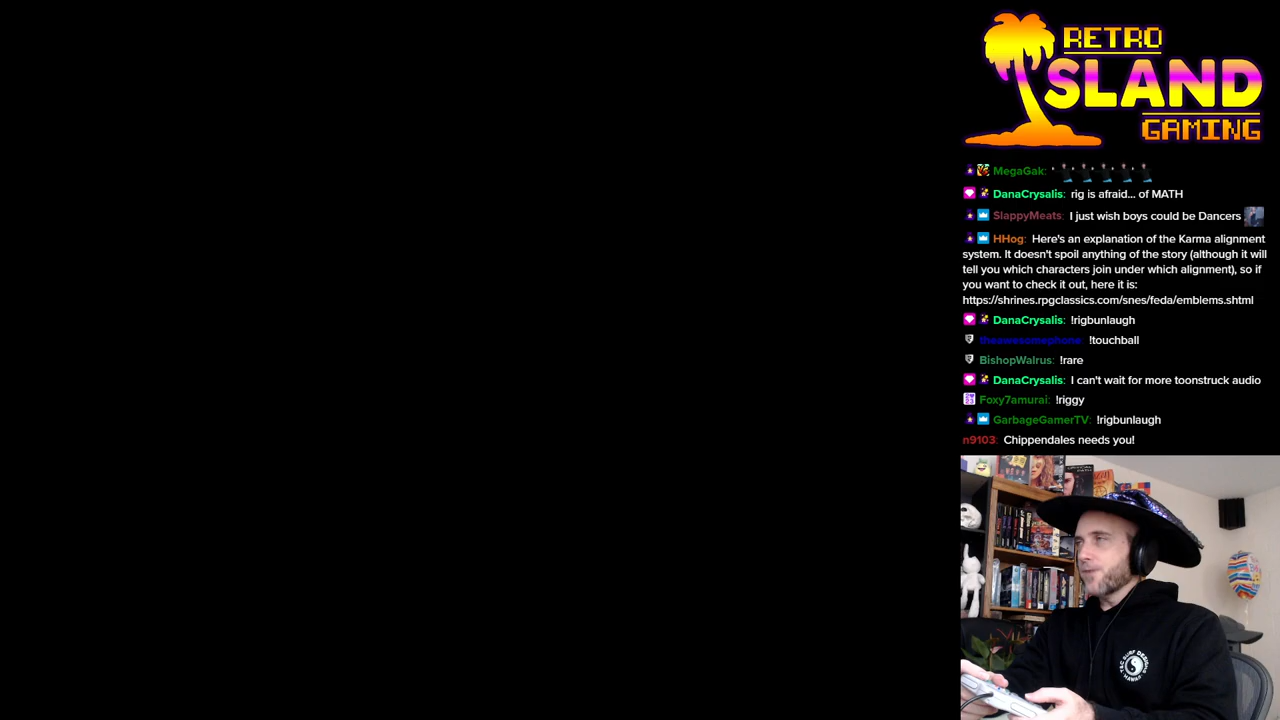 RETRO
ISLAND
GAMING
MegaGak:
DanaCrysalis: rig is afraid... of MATH
SlappyMeats: I just wish boys could be Dancers
HHog: Here's an explanation of the Karma alignment
system. It doesn't spoil anything of the story (although it will
tell you which characters join under which alignment), so if
you want to check it out, here it is:
https://shrines.rpgclassics.com/snes/feda/emblems.shtml
DanaCrysalis: !rigbunlaugh
theawesomephone: !touchball
BishopWalrus: !rare
DanaCrysalis: I can't wait for more toonstruck audio
Foxy7amurai: !riggy
GarbageGamerTV: !rigbunlaugh
n9103: Chippendales needs you!